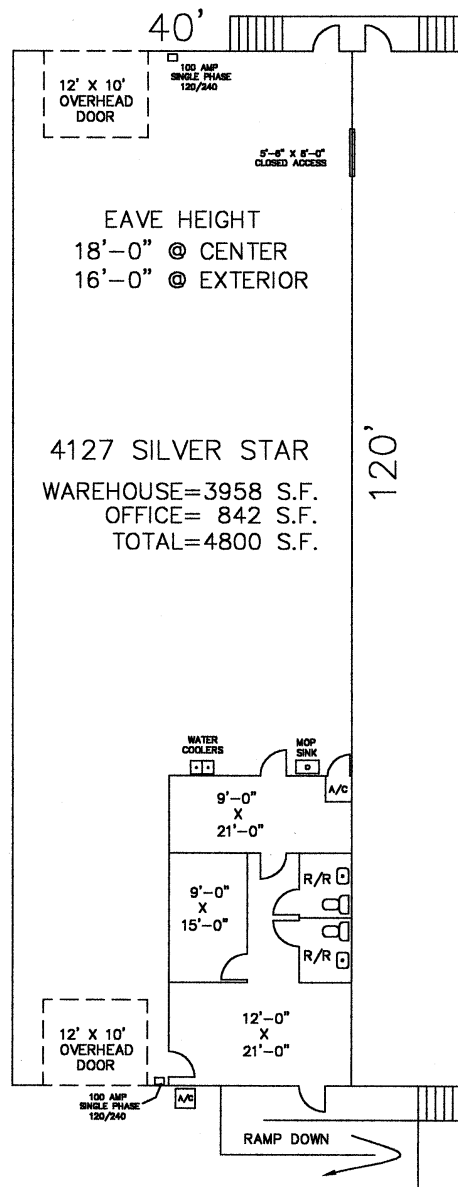 40'
12' X 10'
OVERHEAD
DOOR
100 AMP
SINGLE PHASE
120/240
5'-6" X 8'-0"
CLOSED ACCESS
EAVE HEIGHT
18'-0" @ CENTER
16'-0" @ EXTERIOR
120'
4127 SILVER STAR
WAREHOUSE=3958 S.F.
OFFICE= 842 S.F.
TOTAL=4800 S.F.
WATER
COOLERS
MOP
SINK
A/C
9'-0"
X
21'-0"
R/R
9'-0"
X
15'-0"
R/R
12'-0"
X
21'-0"
12' X 10'
OVERHEAD
DOOR
100 AMP
SINGLE PHASE
120/240
A/C
RAMP DOWN